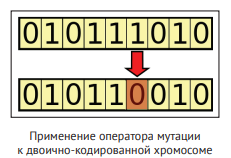 010111010
010110010
Применение оператора мутации
к двоично-кодированной хромосоме